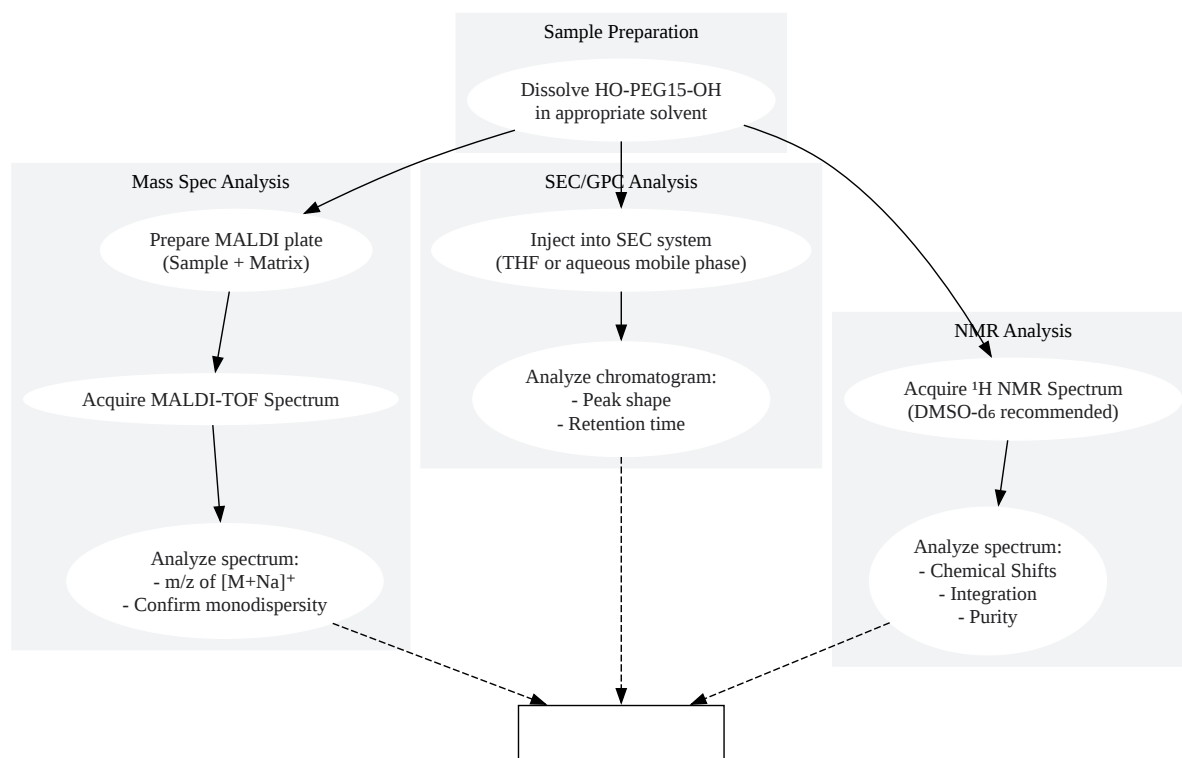 Sample Preparation
Dissolve HO-PEG15-OH
in appropriate solvent
Mass Spec Analysis
Prepare MALDI plate
(Sample + Matrix)
Acquire MALDI-TOF Spectrum
Analyze spectrum:
- m/z of [M+Na]⁺
- Confirm monodispersity
SEC/GPC Analysis
Inject into SEC system
(THF or aqueous mobile phase)
Analyze chromatogram:
- Peak shape
- Retention time
NMR Analysis
Acquire ¹H NMR Spectrum
(DMSO-d₆ recommended)
Analyze spectrum:
- Chemical Shifts
- Integration
- Purity